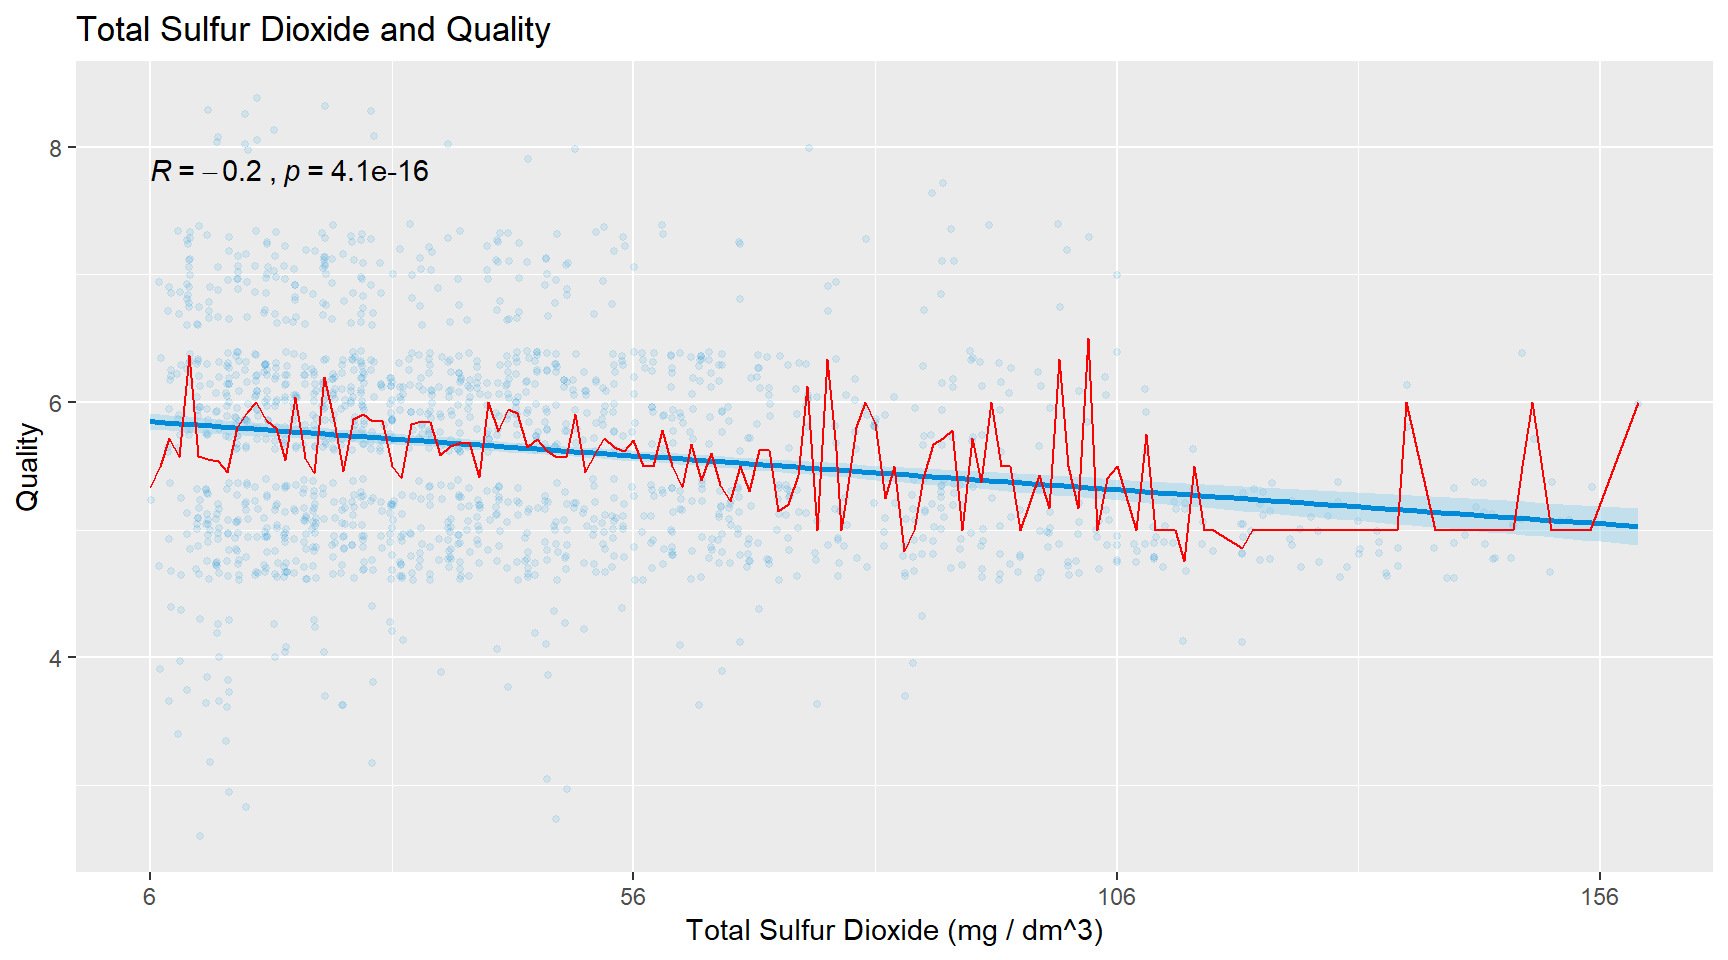 Total Sulfur Dioxide and Quality
8
R = −0.2 , p = 4.1e-16
6
Quality
4
6 56 106 156
Total Sulfur Dioxide (mg / dm^3)